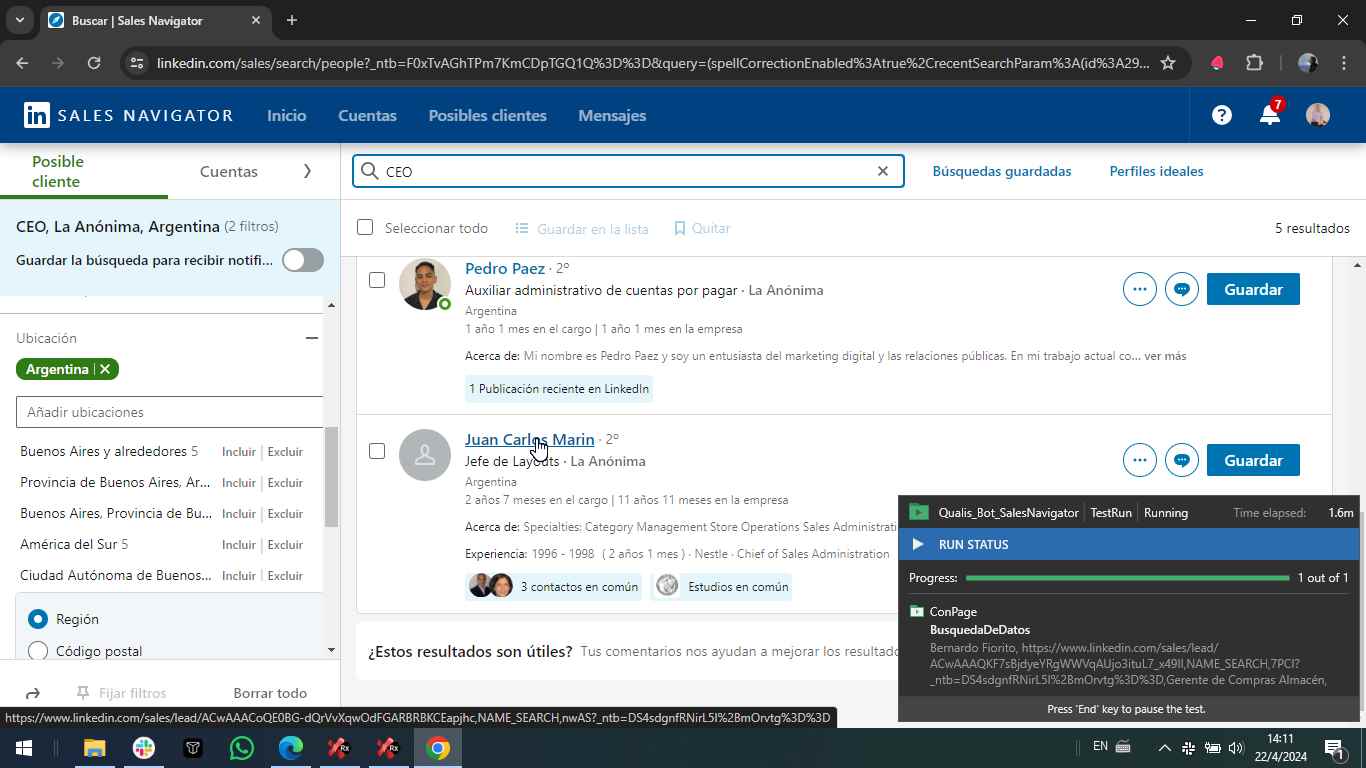 Buscar | Sales Navigator
linkedin.com/sales/search/people?_ntb=F0xTvAGhTPm7KmCDpTGQ1Q%3D%3D&query=(spellCorrectionEnabled%3Atrue%2CrecentSearchParam%3A(id%3A29...
in SALES NAVIGATOR Inicio Cuentas Posibles clientes Mensajes 7
Posible cliente
Cuentas
CEO
Búsquedas guardadas
Perfiles ideales
CEO, La Anónima, Argentina (2 filtros)
Guardar la búsqueda para recibir notifi...
Seleccionar todo
Guardar en la lista
Quitar
5 resultados
Ubicación
Argentina
Añadir ubicaciones
Buenos Aires y alrededores 5 Incluir | Excluir
Provincia de Buenos Aires, Ar... Incluir | Excluir
Buenos Aires, Provincia de Bu... Incluir | Excluir
América del Sur 5 Incluir | Excluir
Ciudad Autónoma de Buenos... Incluir | Excluir
Región
Código postal
Fijar filtros
Borrar todo
Pedro Paez · 2º
Auxiliar administrativo de cuentas por pagar · La Anónima
Argentina
1 año 1 mes en el cargo | 1 año 1 mes en la empresa
Acerca de: Mi nombre es Pedro Paez y soy un entusiasta del marketing digital y las relaciones públicas. En mi trabajo actual co... ver más
1 Publicación reciente en LinkedIn
Guardar
Juan Carlos Marin · 2º
Jefe de Layouts · La Anónima
Argentina
2 años 7 meses en el cargo | 11 años 11 meses en la empresa
Acerca de: Specialties: Category Management Store Operations Sales Administrati
Experiencia: 1996 - 1998 ( 2 años 1 mes ) · Nestle · Chief of Sales Administration
3 contactos en común
Estudios en común
Guardar
¿Estos resultados son útiles? Tus comentarios nos ayudan a mejorar los resultado
Qualis_Bot_SalesNavigator TestRun Running Time elapsed: 1.6m
RUN STATUS
Progress: 1 out of 1
ConPage
BusquedaDeDatos
Bernardo Fiorito, https://www.linkedin.com/sales/lead/
ACwAAAQKF7sBjdyeYRgWWVqAUjo3ituL7_x49II,NAME_SEARCH,7PCI?
_ntb=DS4sdgnfRNirL5I%2BmOrvtg%3D%3D,Gerente de Compras Almacén,
Press 'End' key to pause the test.
https://www.linkedin.com/sales/lead/ACwAAACoQE0BG-dQrVvXqwOdFGARBRBKCEapjhc,NAME_SEARCH,nwAS?_ntb=DS4sdgnfRNirL5I%2BmOrvtg%3D%3D
Rx
Rx
EN
14:11
22/4/2024
1